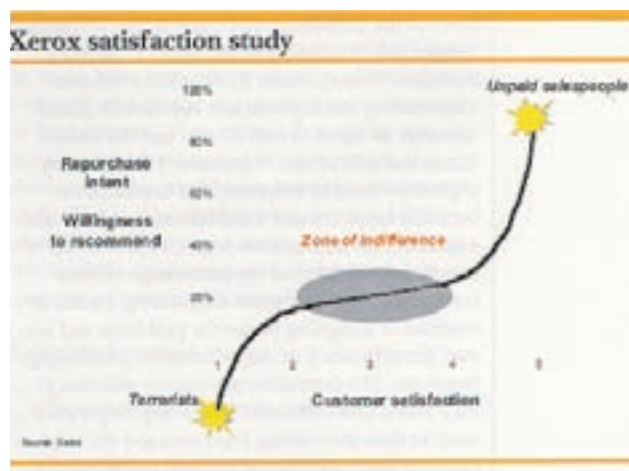 Xerox satisfaction study
Unpaid salespeople
100%
80%
Repurchase
intent
60%
Willingness
to recommend
40%
Zone of indifference
20%
1
2
3
4
5
Terrorists
Customer satisfaction
Source: Xerox